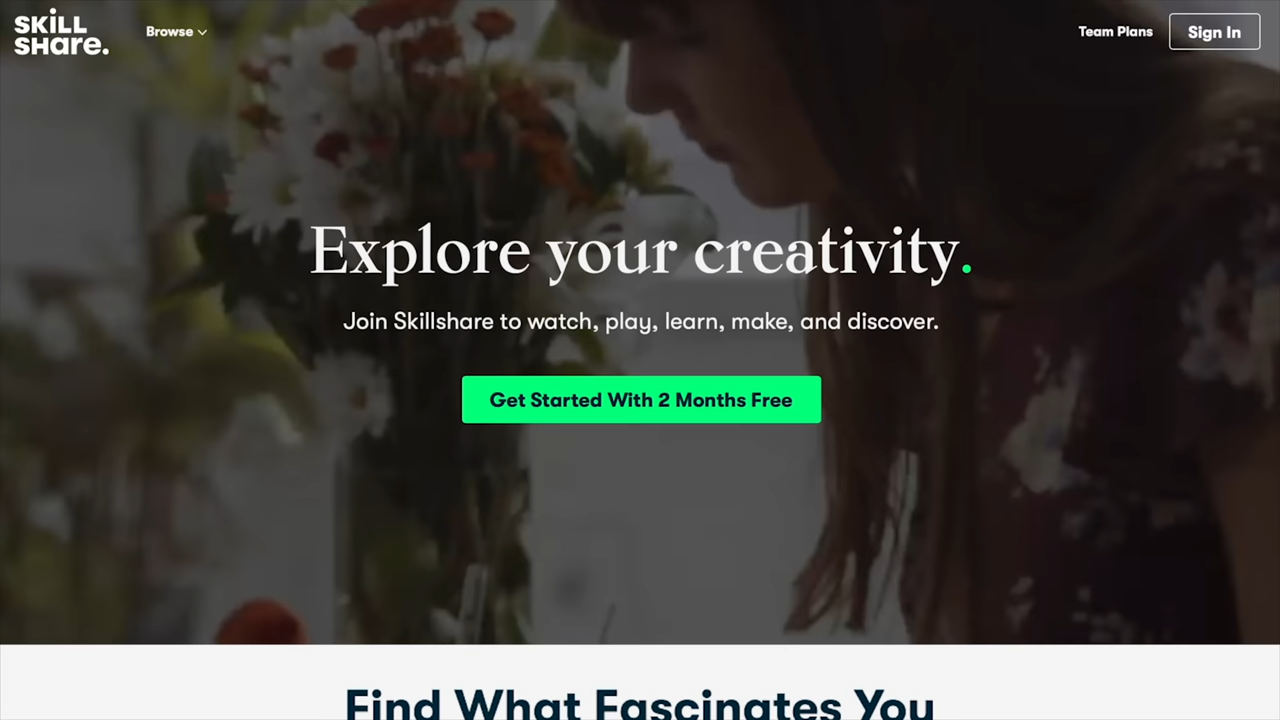 SKILL
SHare.
Browse
Team Plans
Sign In
Explore your creativity.
Join Skillshare to watch, play, learn, make, and discover.
Get Started With 2 Months Free
Find What Fascinates You